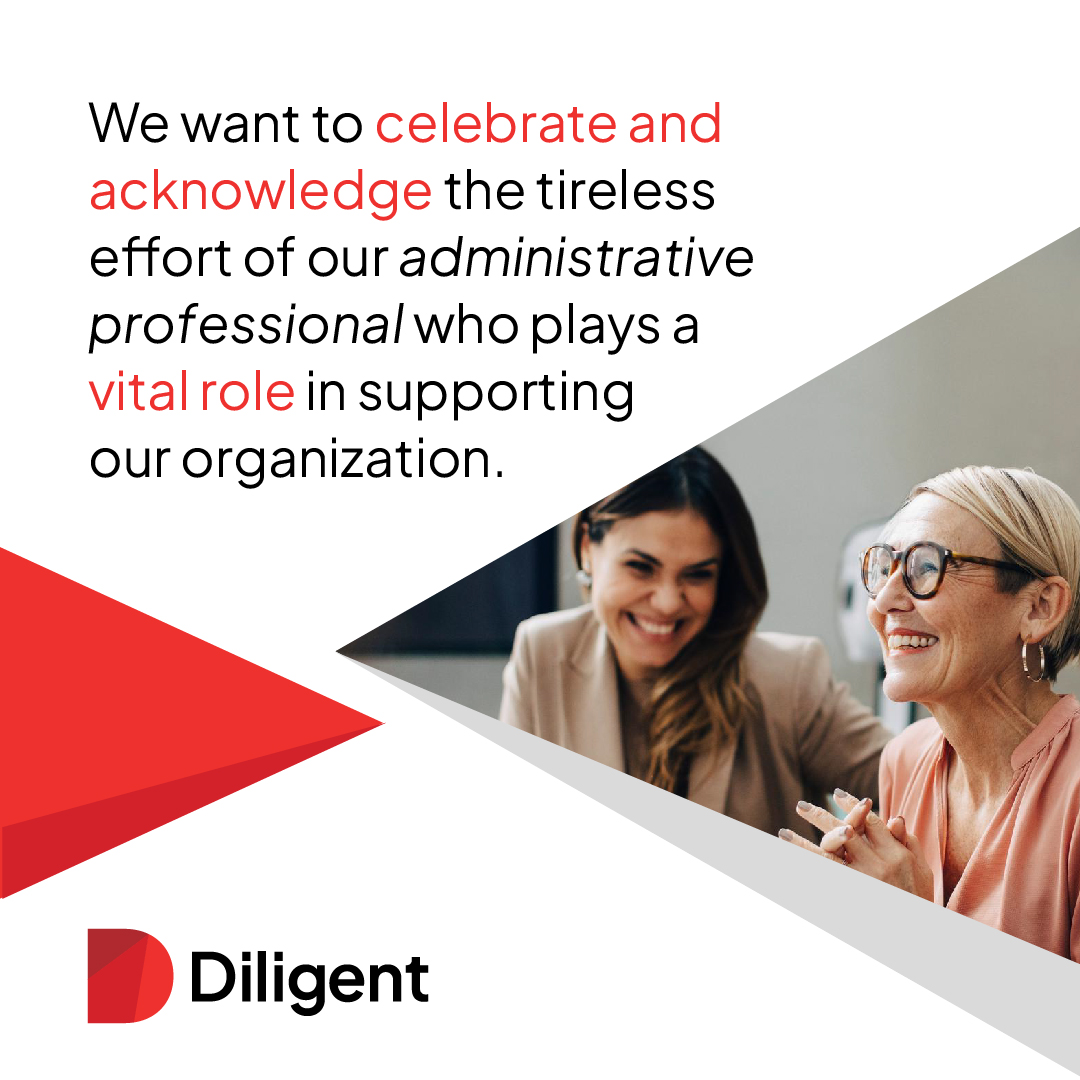 We want to celebrate and
acknowledge the tireless
effort of our administrative
professional who plays a
vital role in supporting
our organization.
Diligent